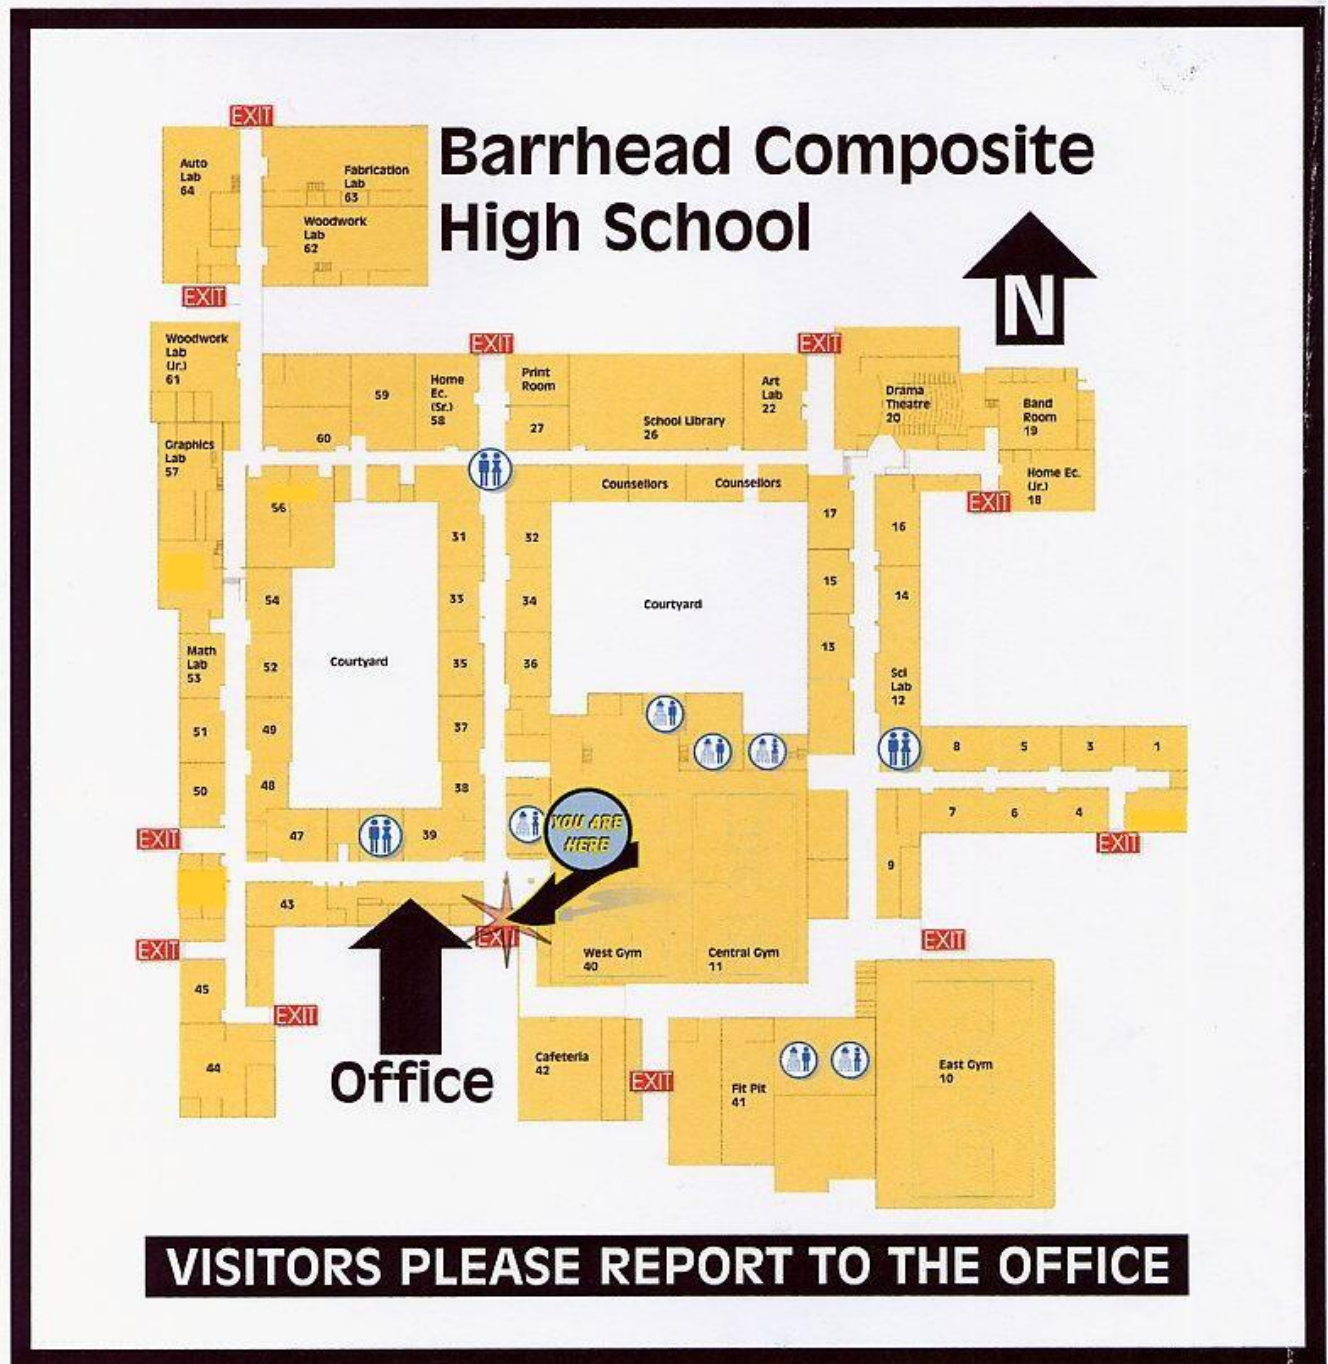 EXIT
Barrhead Composite
High School
Auto
Lab
64
Fabrication
Lab
63
Woodwork
Lab
62
N
EXIT
Woodwork
Lab
(Jr.)
61
EXIT
EXIT
59
Home
Ec.
(Sr.)
58
60
Print
Room
27
School Library
26
Art
Lab
22
Drama
Theatre
20
Band
Room
19
Graphics
Lab
57
Home Ec.
(Jr.)
18
EXIT
Counsellors
Counsellors
56
31
32
17
16
54
33
34
Courtyard
15
14
Math
Lab
53
52
Courtyard
35
36
13
Sci
Lab
12
51
49
37
8
5
3
1
50
48
38
7
6
4
EXIT
47
39
YOU ARE
HERE
EXIT
9
43
EXIT
EXIT
West Gym
40
Central Gym
11
EXIT
45
EXIT
44
Office
Cafeteria
42
EXIT
Fit Pit
41
East Gym
10
VISITORS PLEASE REPORT TO THE OFFICE